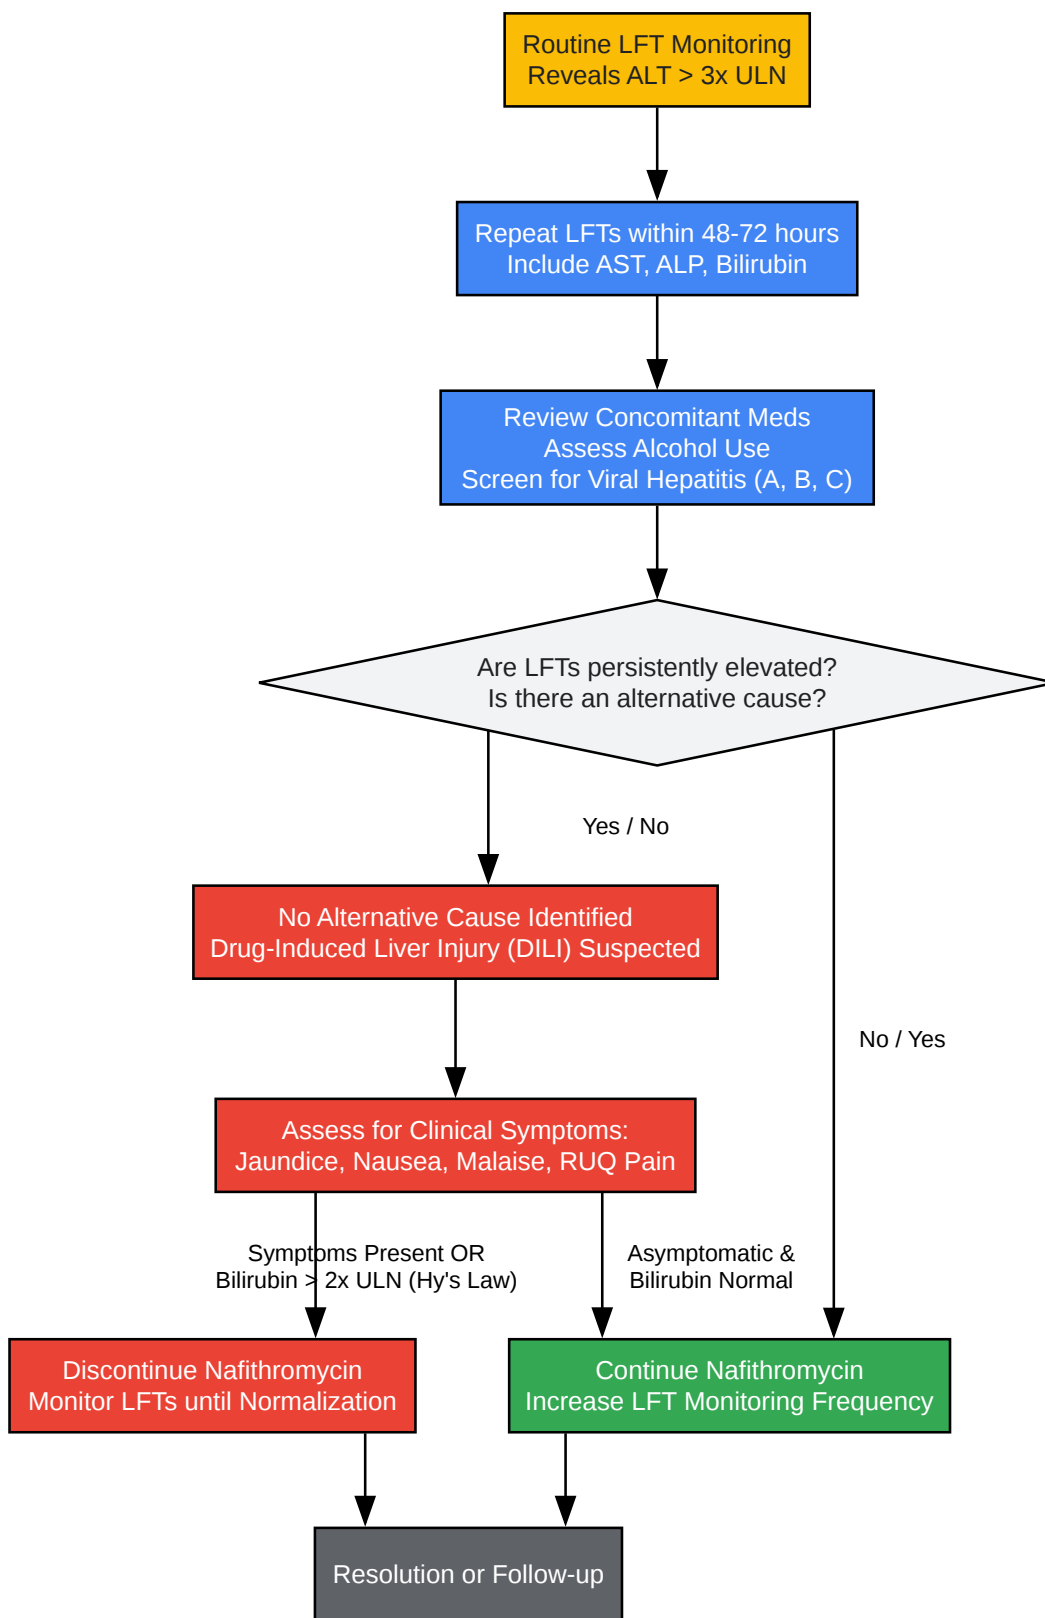 Routine LFT Monitoring
Reveals ALT > 3x ULN
Repeat LFTs within 48-72 hours
Include AST, ALP, Bilirubin
Review Concomitant Meds
Assess Alcohol Use
Screen for Viral Hepatitis (A, B, C)
Are LFTs persistently elevated?
Is there an alternative cause?
Yes / No
No Alternative Cause Identified
Drug-Induced Liver Injury (DILI) Suspected
No / Yes
Assess for Clinical Symptoms:
Jaundice, Nausea, Malaise, RUQ Pain
Symptoms Present OR
Bilirubin > 2x ULN (Hy's Law)
Asymptomatic &
Bilirubin Normal
Discontinue Nafithromycin
Monitor LFTs until Normalization
Continue Nafithromycin
Increase LFT Monitoring Frequency
Resolution or Follow-up